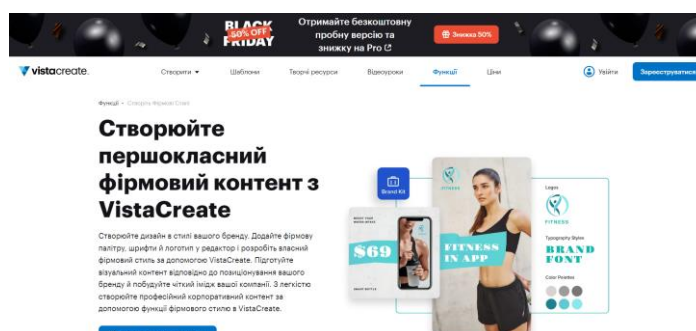 BLACK
50% OFF
FRIDAY
Отримайте безкоштовну
пробну версію та
знижку на Pro
Знижка 50%
vistacreate.
Створити
Шаблони
Творчі ресурси
Відеоуроки
Функції
Ціни
Увійти
Зареєструватися
Функції
Створюйте
першокласний
фірмовий контент з
VistaCreate
Створюйте дизайн в стилі вашого бренду. Додайте фірмову
палітру, шрифти й логотип у редактор і розробіть власний
фірмовий стиль за допомогою VistaCreate. Підготуйте
візуальний контент відповідно до позиціонування вашого
бренду й побудуйте чіткий імідж вашої компанії. З легкістю
створюйте професійний корпоративний контент за
допомогою функції фірмового стилю в VistaCreate.
Brand Kit
$69
FITNESS
FITNESS
IN APP
Logos
FITNESS
Typography Styles
BRAND
FONT
Color Palettes